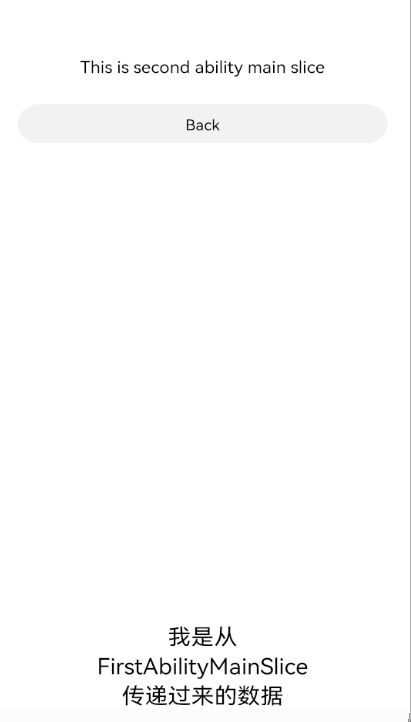 This is second ability main slice
Back
我是从
FirstAbilityMainSlice
传递过来的数据